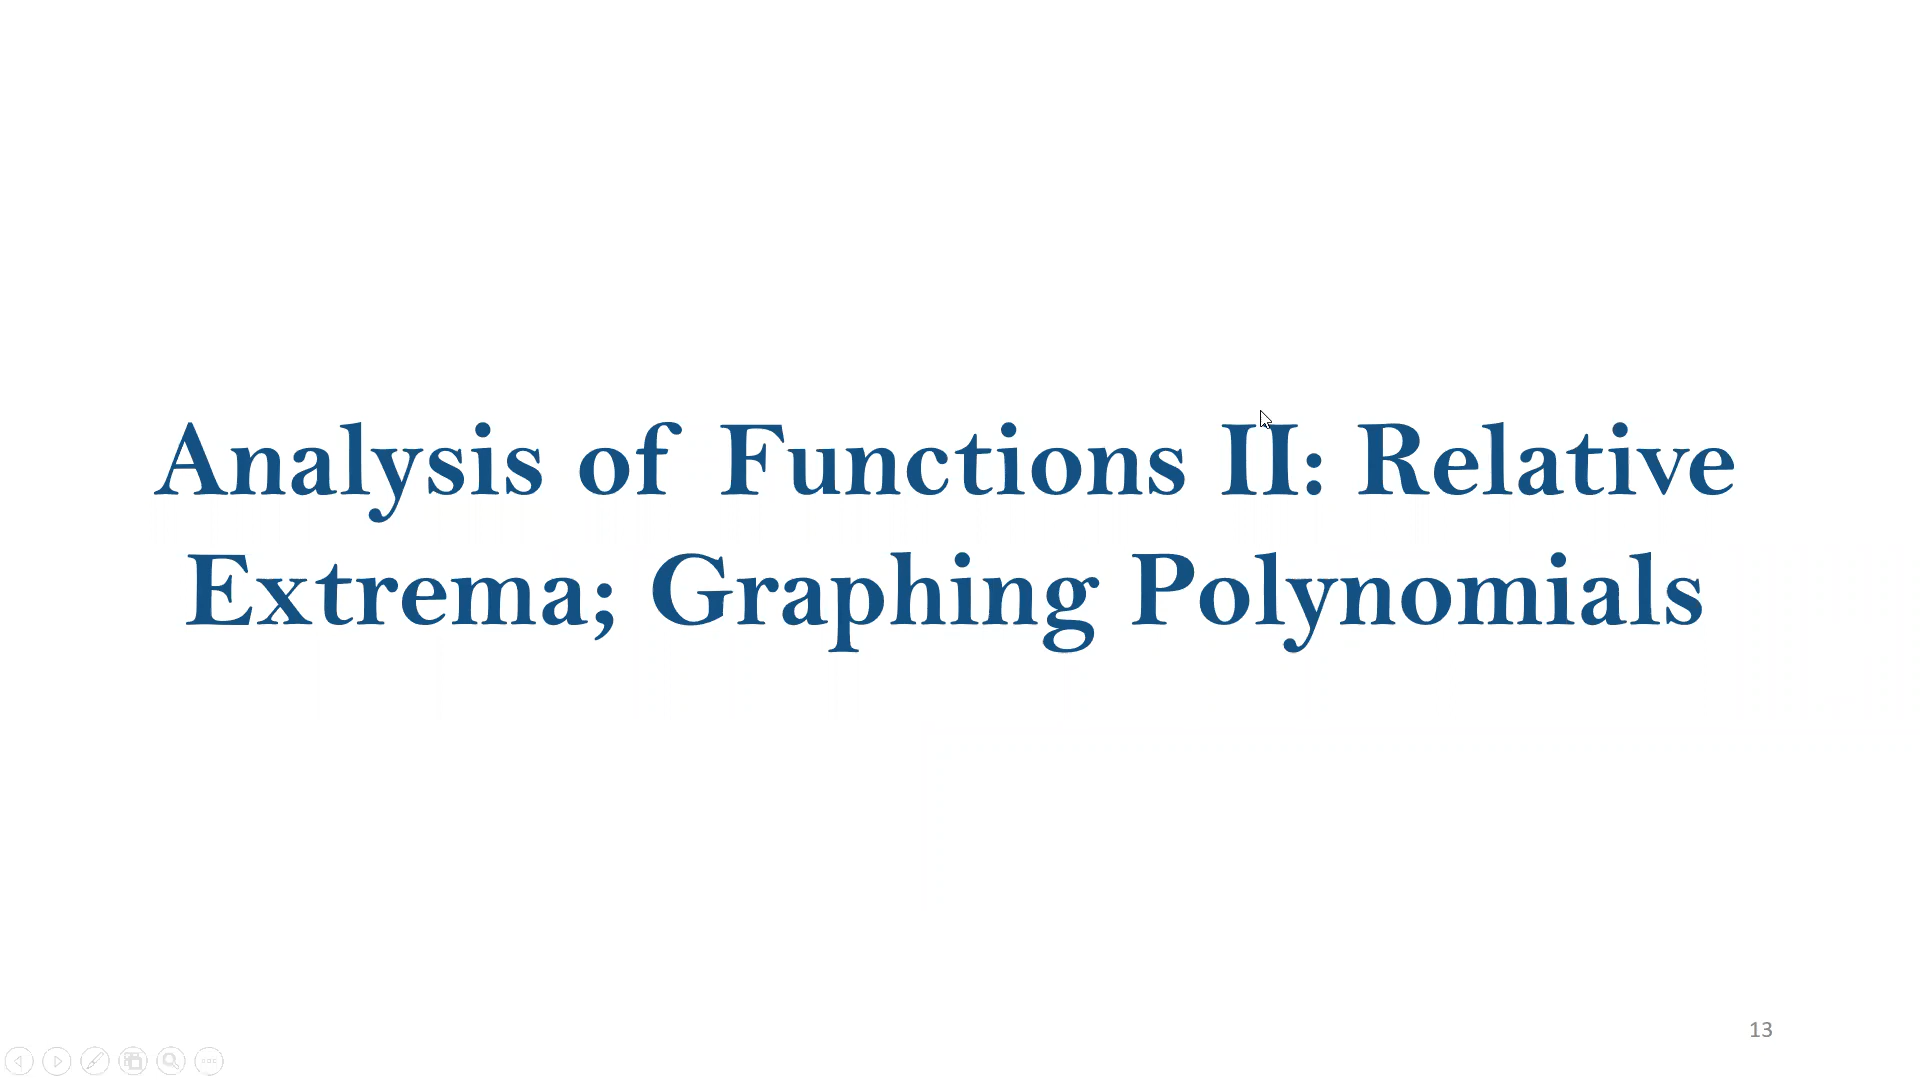 Analysis of Functions II: Relative
Extrema; Graphing Polynomials
13